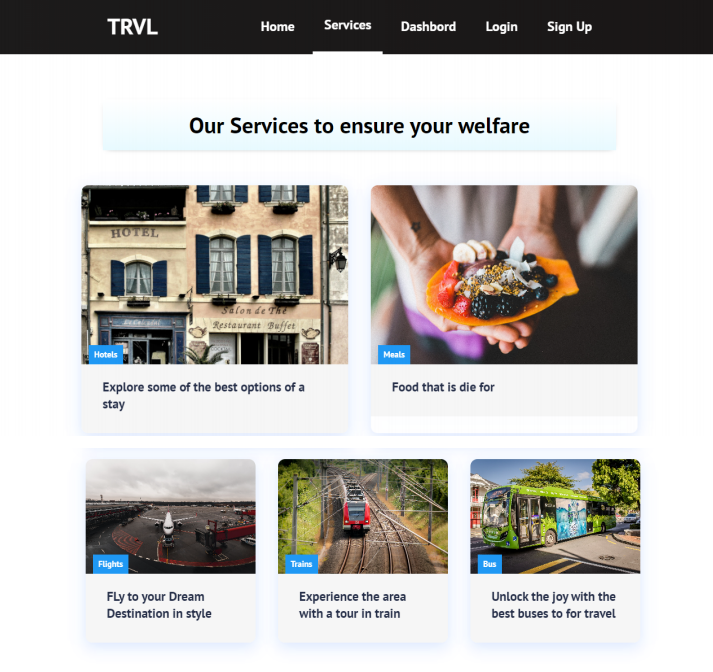 TRVL
Home Services Dashbord Login Sign Up
Our Services to ensure your welfare
HOTEL
Salon de Thé
Restaurant Buffet
Hotels
Meals
Explore some of the best options of a
stay
Food that is die for
Flights
Trains
Bus
FLy to your Dream
Destination in style
Experience the area
with a tour in train
Unlock the joy with the
best buses to for travel